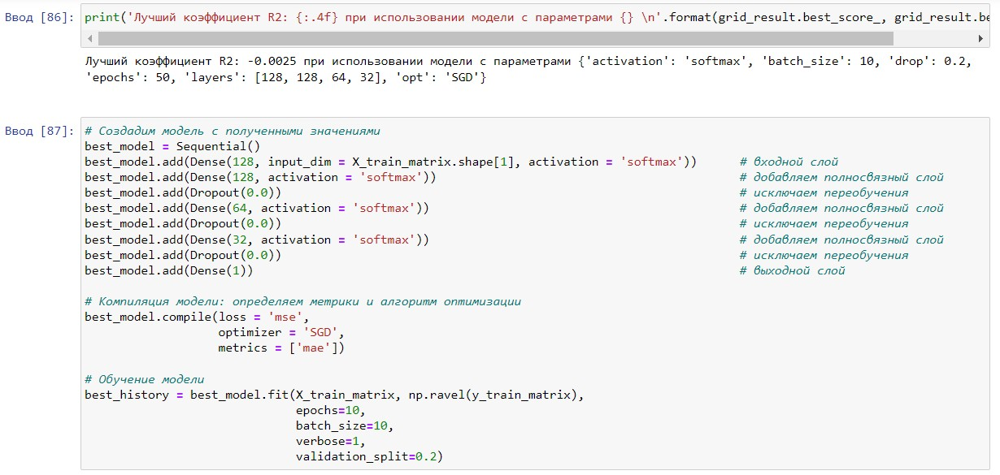 Ввод [86]: print('Лучший коэффициент R2: {:.4f} при использовании модели с параметрами {} \n'.format(grid_result.best_score_, grid_result.be
Лучший коэффициент R2: -0.0025 при использовании модели с параметрами {'activation': 'softmax', 'batch_size': 10, 'drop': 0.2,
'epochs': 50, 'layers': [128, 128, 64, 32], 'opt': 'SGD'}
Ввод [87]: # Создадим модель с полученными значениями
best_model = Sequential()
best_model.add(Dense(128, input_dim = X_train_matrix.shape[1], activation = 'softmax')) # входной слой
best_model.add(Dense(128, activation = 'softmax')) # добавляем полносвязный слой
best_model.add(Dropout(0.0)) # исключаем переобучения
best_model.add(Dense(64, activation = 'softmax')) # добавляем полносвязный слой
best_model.add(Dropout(0.0)) # исключаем переобучения
best_model.add(Dense(32, activation = 'softmax')) # добавляем полносвязный слой
best_model.add(Dropout(0.0)) # исключаем переобучения
best_model.add(Dense(1)) # выходной слой
# Компиляция модели: определяем метрики и алгоритм оптимизации
best_model.compile(loss = 'mse',
optimizer = 'SGD',
metrics = ['mae'])
# Обучение модели
best_history = best_model.fit(X_train_matrix, np.ravel(y_train_matrix),
epochs=10,
batch_size=10,
verbose=1,
validation_split=0.2)